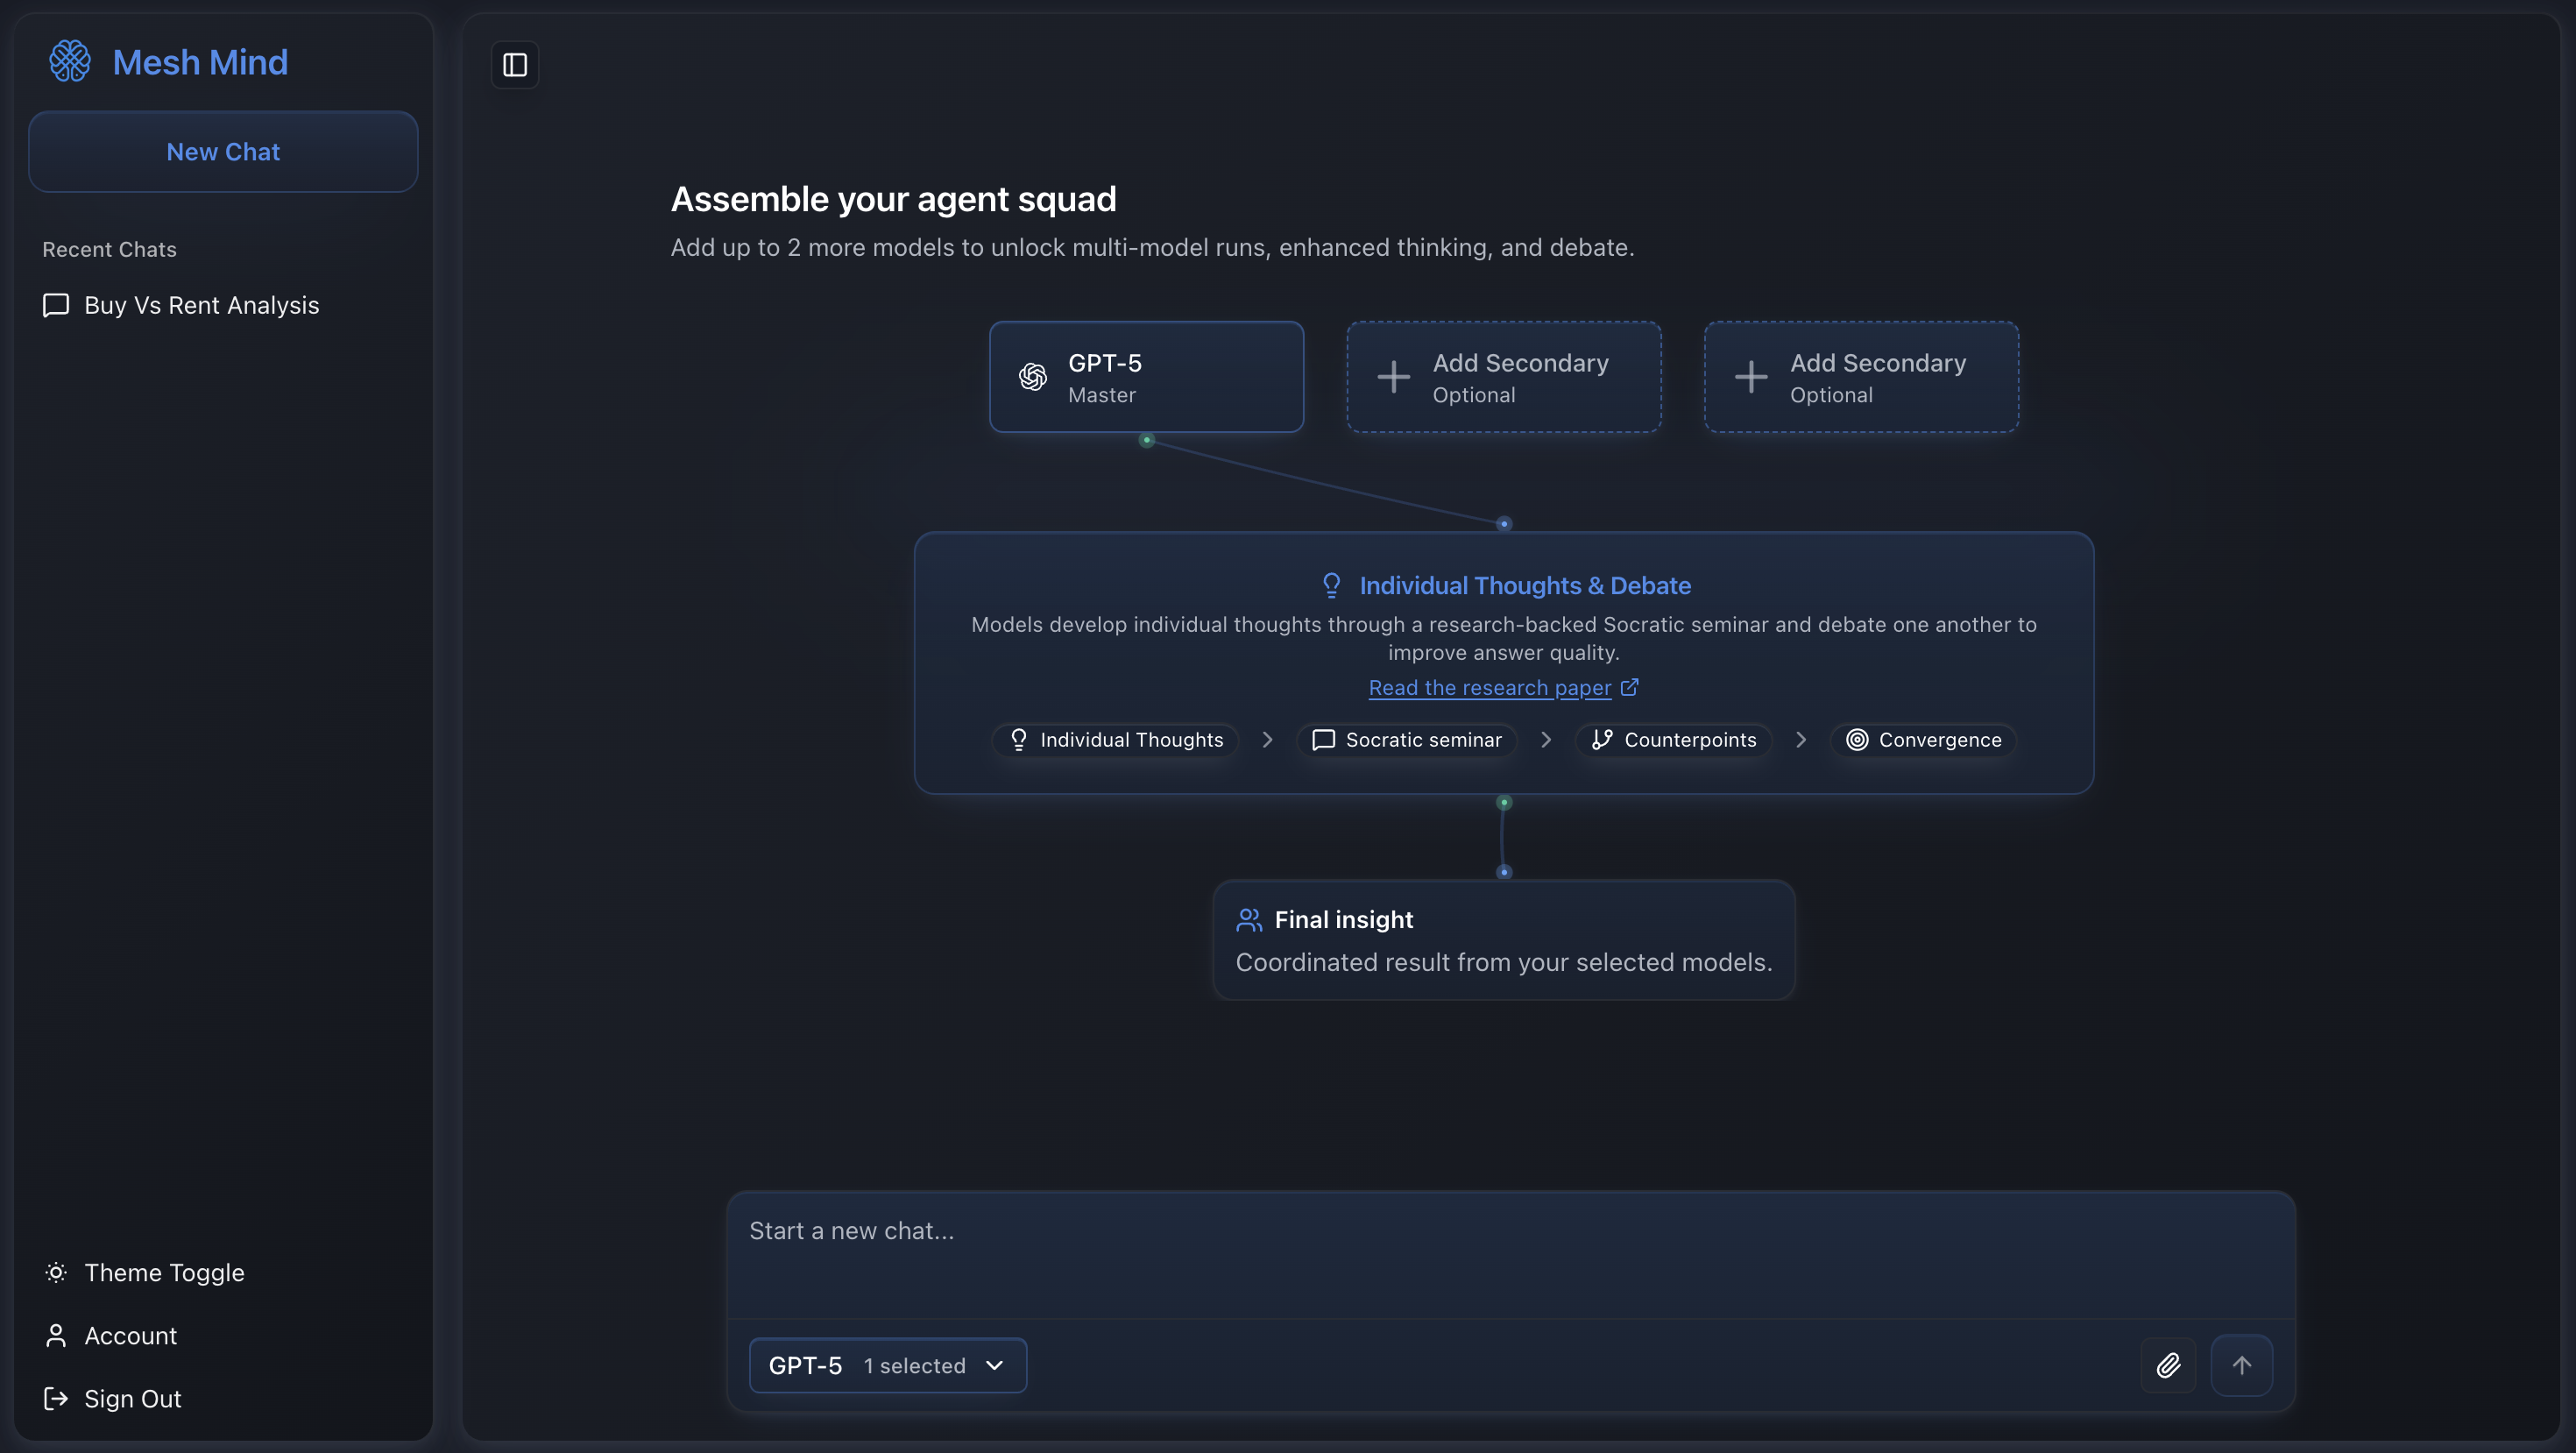 Mesh Mind
New Chat
Recent Chats
Buy Vs Rent Analysis
Theme Toggle
Account
Sign Out
Assemble your agent squad
Add up to 2 more models to unlock multi-model runs, enhanced thinking, and debate.
GPT-5
Master
Add Secondary
Optional
Add Secondary
Optional
Individual Thoughts & Debate
Models develop individual thoughts through a research-backed Socratic seminar and debate one another to
improve answer quality.
Read the research paper
Individual Thoughts
Socratic seminar
Counterpoints
Convergence
Final insight
Coordinated result from your selected models.
Start a new chat...
GPT-5 1 selected